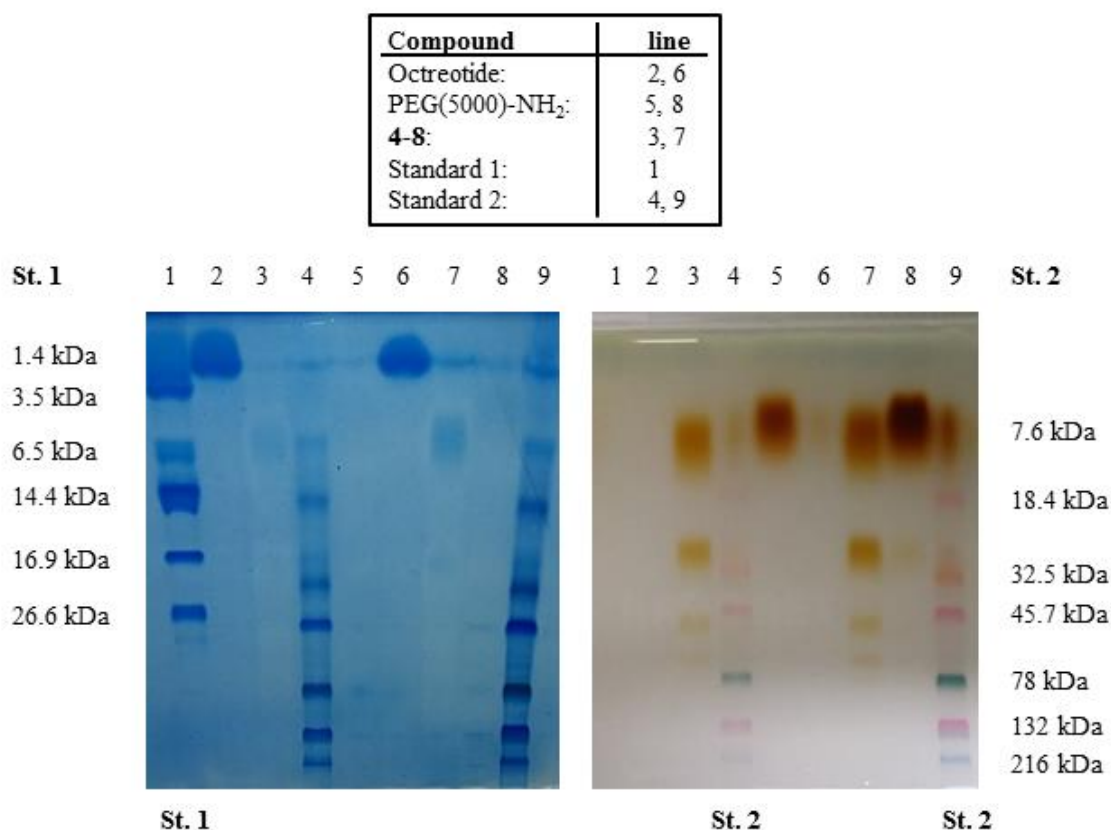 Compound line
Octreotide: 2, 6
PEG(5000)-NH₂: 5, 8
4-8: 3, 7
Standard 1: 1
Standard 2: 4, 9
St. 1 1 2 3 4 5 6 7 8 9 1 2 3 4 5 6 7 8 9 St. 2
1.4 kDa
3.5 kDa
6.5 kDa
14.4 kDa
16.9 kDa
26.6 kDa
7.6 kDa
18.4 kDa
32.5 kDa
45.7 kDa
78 kDa
132 kDa
216 kDa
St. 1 St. 2 St. 2